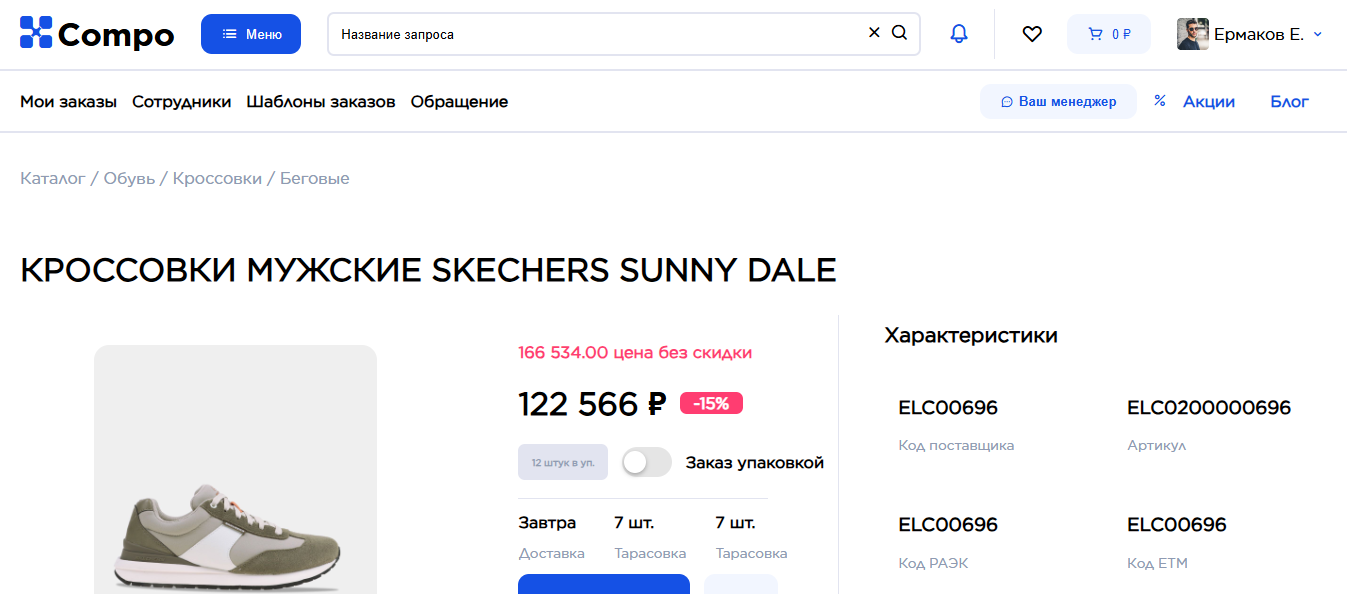 Compo
Меню
Название запроса
0 ₽
Ермаков Е.
Мои заказы Сотрудники Шаблоны заказов Обращение
Ваш менеджер
% Акции
Блог
Каталог / Обувь / Кроссовки / Беговые
КРОССОВКИ МУЖСКИЕ SKECHERS SUNNY DALE
166 534.00 цена без скидки
122 566 ₽ -15%
12 штук в уп. Заказ упаковкой
Завтра 7 шт. 7 шт.
Доставка Тарасовка Тарасовка
Характеристики
ELC00696 ELC0200000696
Код поставщика Артикул
ELC00696 ELC00696
Код РАЭК Код ETM